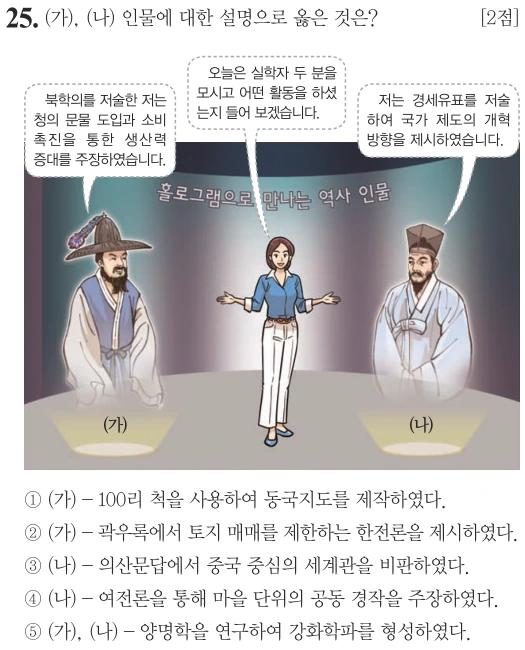 25. (가), (나) 인물에 대한 설명으로 옳은 것은? [2점]
북학의를 저술한 저는
청의 문물 도입과 소비
촉진을 통한 생산력
증대를 주장하였습니다.
오늘은 실학자 두 분을
모시고 어떤 활동을 하셨
는지 들어 보겠습니다.
저는 경세유표를 저술
하여 국가 제도의 개혁
방향을 제시하였습니다.
홀로그램으로 만나는 역사 인물
(가)
(나)
① (가) - 100리 척을 사용하여 동국지도를 제작하였다.
② (가) - 곽우록에서 토지 매매를 제한하는 한전론을 제시하였다.
③ (나) - 의산문답에서 중국 중심의 세계관을 비판하였다.
④ (나) - 여전론을 통해 마을 단위의 공동 경작을 주장하였다.
⑤ (가), (나) - 양명학을 연구하여 강화학파를 형성하였다.